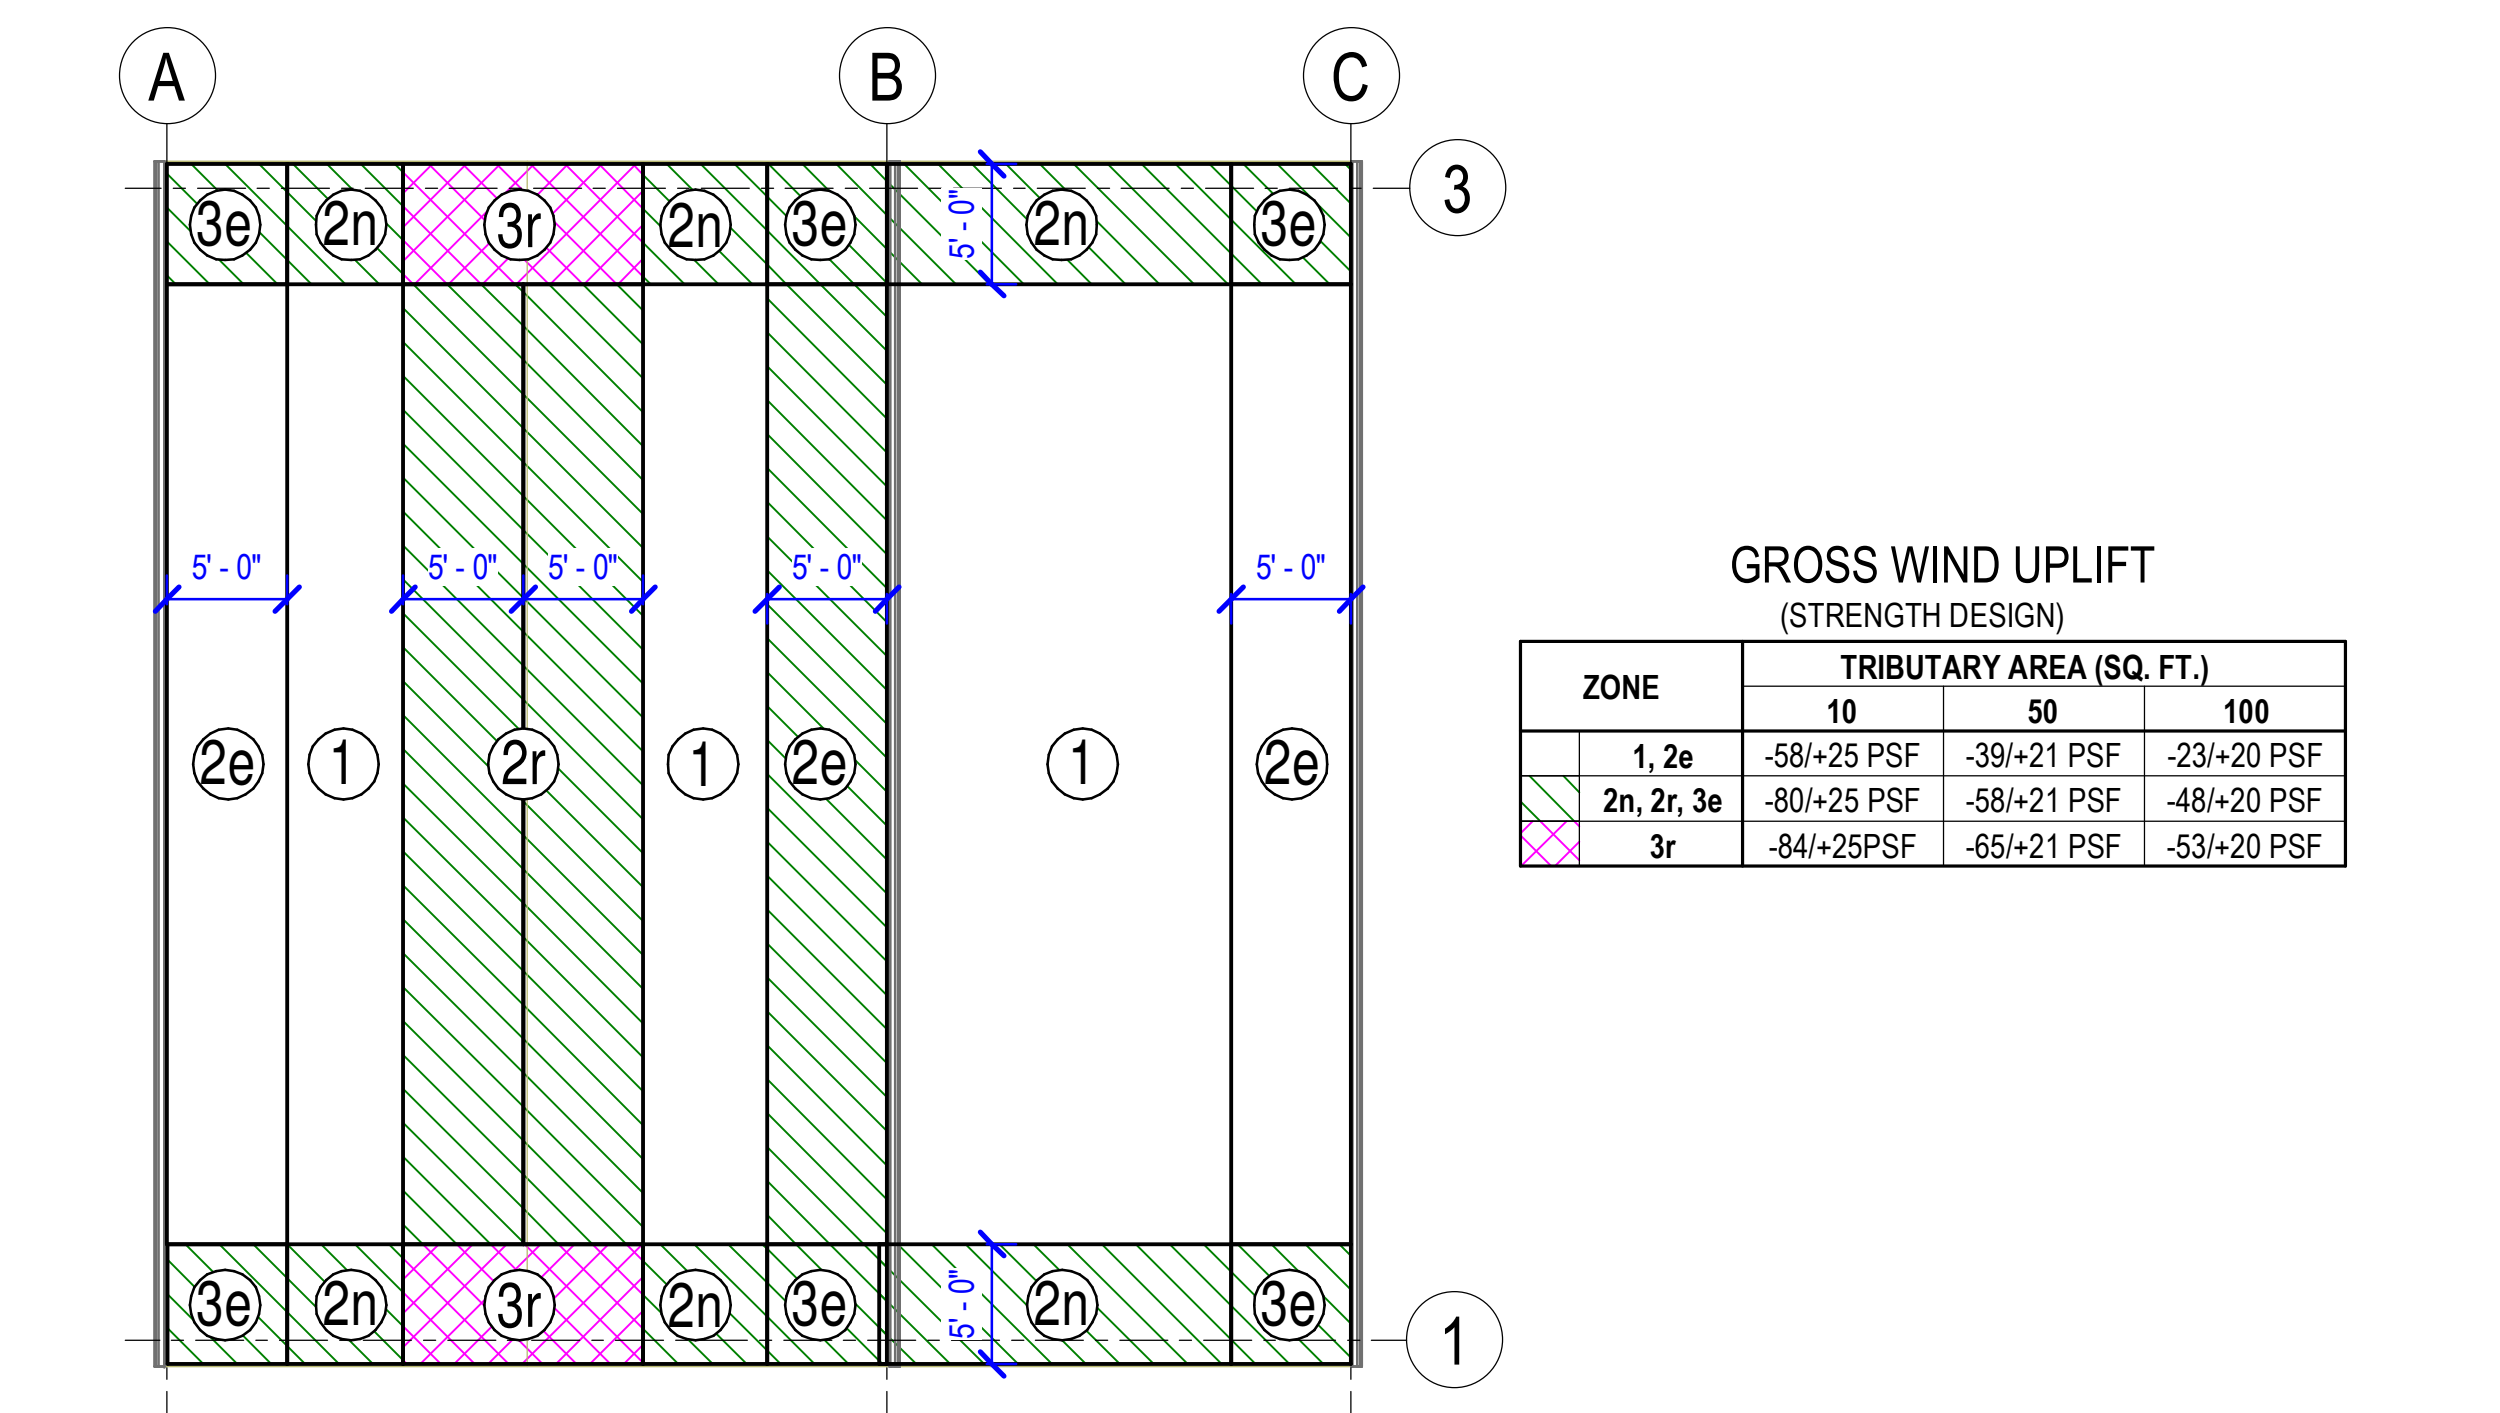 A B C
3
3e 2n 3r 2n 3e 2n 3e
5' - 0"
5' - 0" 5' - 0" 5' - 0" 5' - 0" 5' - 0"
2e 1 2r 1 2e 1 2e
3e 2n 3r 2n 3e 2n 3e
5' - 0"
1
GROSS WIND UPLIFT
(STRENGTH DESIGN)
ZONE TRIBUTARY AREA (SQ. FT.)
10 50 100
1, 2e -58/+25 PSF -39/+21 PSF -23/+20 PSF
2n, 2r, 3e -80/+25 PSF -58/+21 PSF -48/+20 PSF
3r -84/+25PSF -65/+21 PSF -53/+20 PSF